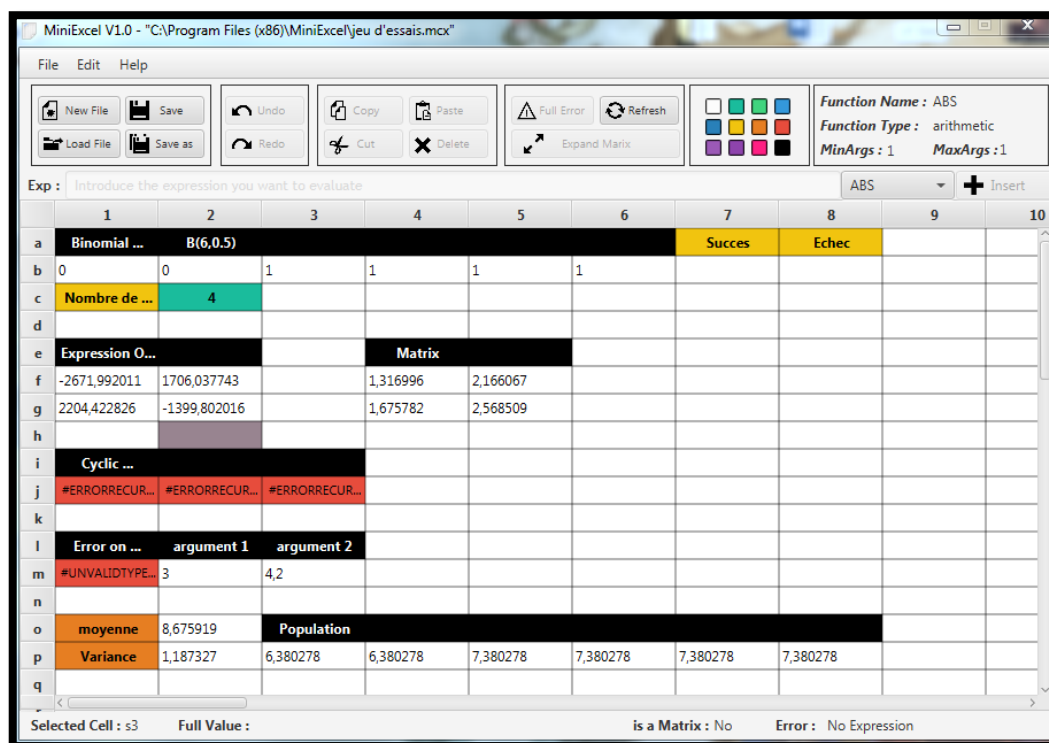 MiniExcel V1.0 - "C:\Program Files (x86)\MiniExcel\jeu d'essais.mcx"
File Edit Help
New File Save Undo Copy Paste Full Error Refresh
Load File Save as Redo Cut Delete Expand Marix
Function Name : ABS
Function Type : arithmetic
MinArgs : 1 MaxArgs :1
Exp : Introduce the expression you want to evaluate ABS Insert
1 2 3 4 5 6 7 8 9 10
a Binomial ... B(6,0.5) Succes Echec
b 0 0 1 1 1 1
c Nombre de ... 4
d
e Expression O... Matrix
f -2671,992011 1706,037743 1,316996 2,166067
g 2204,422826 -1399,802016 1,675782 2,568509
h
i Cyclic ...
j #ERRORRECUR... #ERRORRECUR... #ERRORRECUR...
k
l Error on ... argument 1 argument 2
m #UNVALIDTYPE... 3 4,2
n
o moyenne 8,675919 Population
p Variance 1,187327 6,380278 6,380278 7,380278 7,380278 7,380278 7,380278
q
Selected Cell : s3 Full Value : is a Matrix : No Error : No Expression